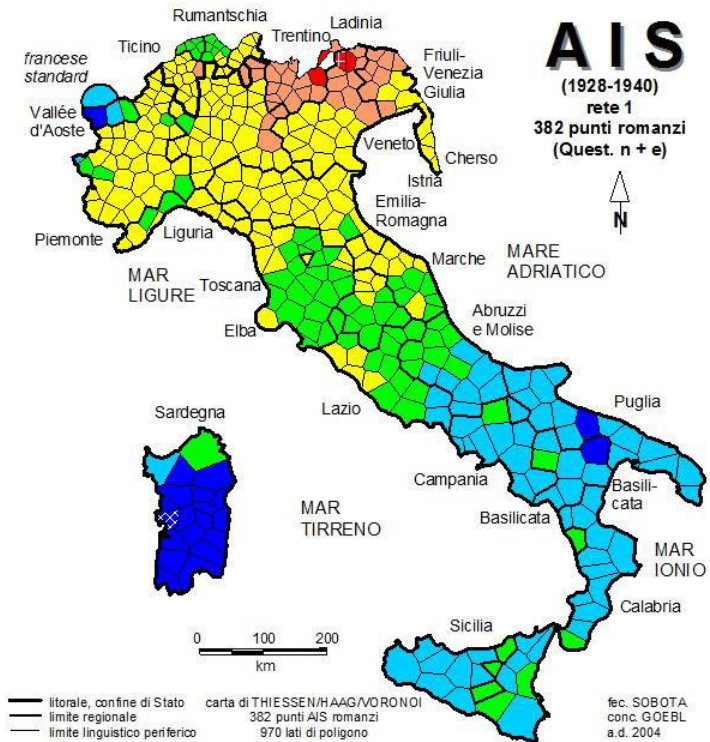 AIS
(1928-1940)
rete 1
382 punti romanzi
(Quest. n + e)
N
Rumantschia
Ladinia
Trentino
Ticino
francese
standard
Friuli-
Venezia
Giulia
Vallée
d'Aoste
Veneto
Cherso
Istria
Emilia-
Romagna
Piemonte
Liguria
Marche
MARE
ADRIATICO
MAR
LIGURE
Toscana
Abruzzi
e Molise
Elba
Lazio
Puglia
Sardegna
Campania
Basili-
cata
MAR
TIRRENO
Basilicata
MAR
IONIO
Calabria
Sicilia
0 100 200
km
litorale, confine di Stato
limite regionale
limite linguistico periferico
carta di THIESSEN/HAAG/VORONOI
382 punti AIS romanzi
970 lati di poligono
fec. SOBOTA
conc. GOEBL
a.d. 2004